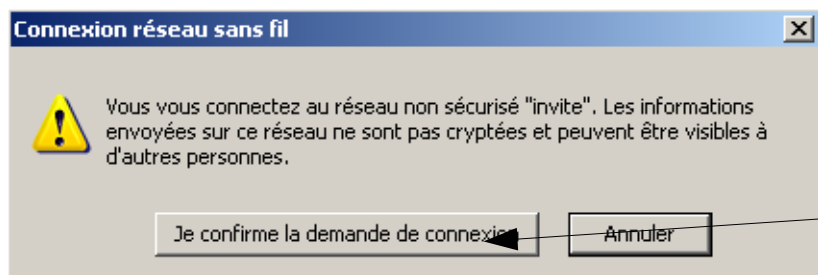 Connexion réseau sans fil
Vous vous connectez au réseau non sécurisé "invite". Les informations
envoyées sur ce réseau ne sont pas cryptées et peuvent être visibles à
d'autres personnes.
Je confirme la demande de connexion
Annuler